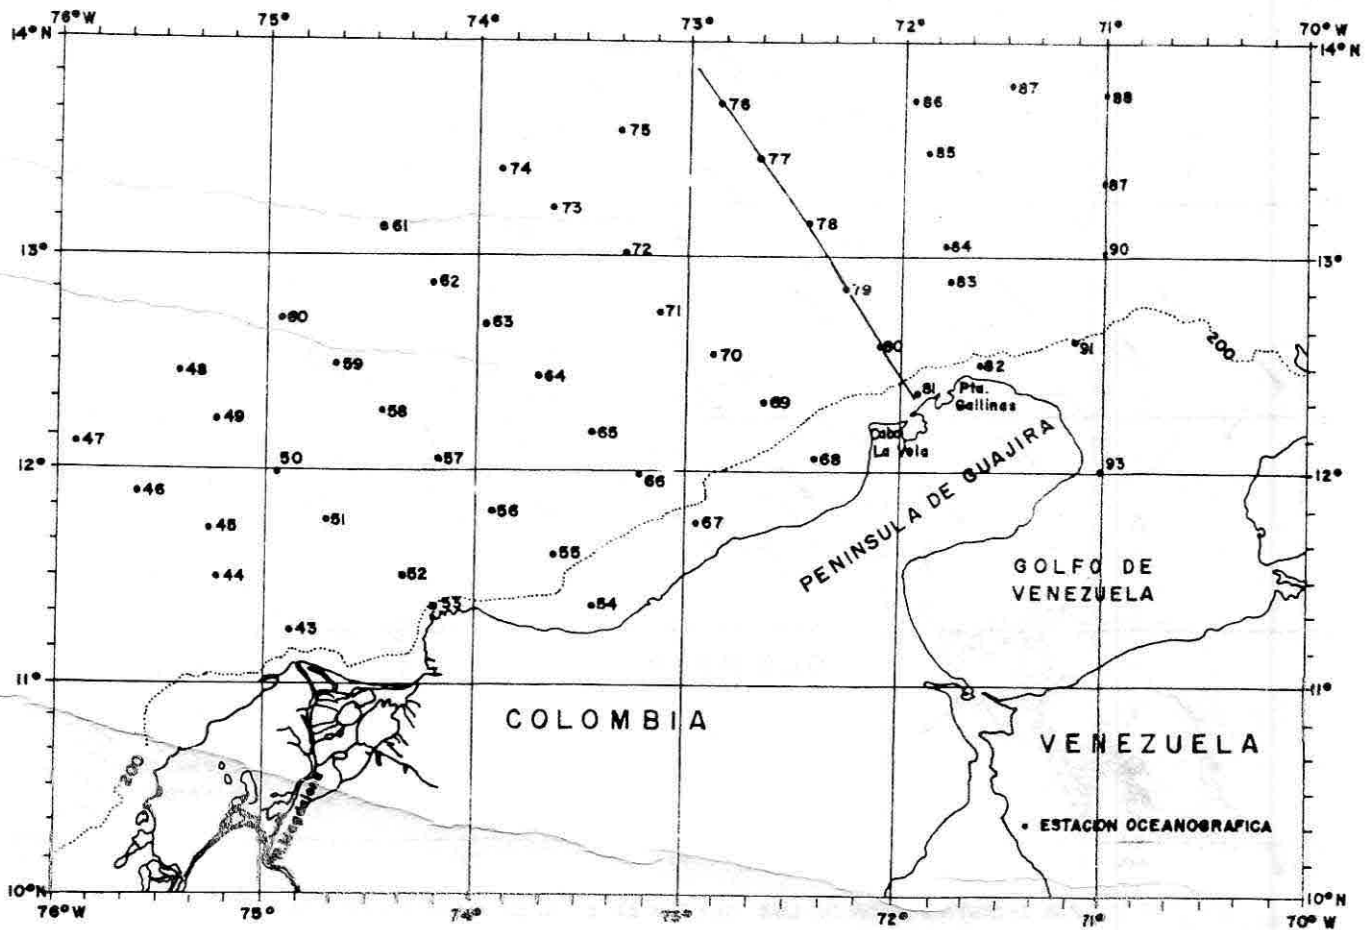 76° W 75° 74° 73° 72° 71° 70° W
14° N 14° N
76 86 87 88
75
77 85
74 87
73
61 78 84 90
13° 72 13°
62 79 83
60 63 71
200
59 70 80 91
48 64 82
58 69 81 Pta.
49 Gallinas
47 65 Cabo
La Vela
12° 50 57 68 93 12°
46 66
45 51 56 67
PENINSULA DE GUAJIRA
55
44 52 GOLFO DE
VENEZUELA
53 54
43
11° 11°
COLOMBIA
VENEZUELA
200
R. Magdalena
• ESTACION OCEANOGRAFICA
10° N 10° N
76° W 75° 74° 73° 72° 71° 70° W